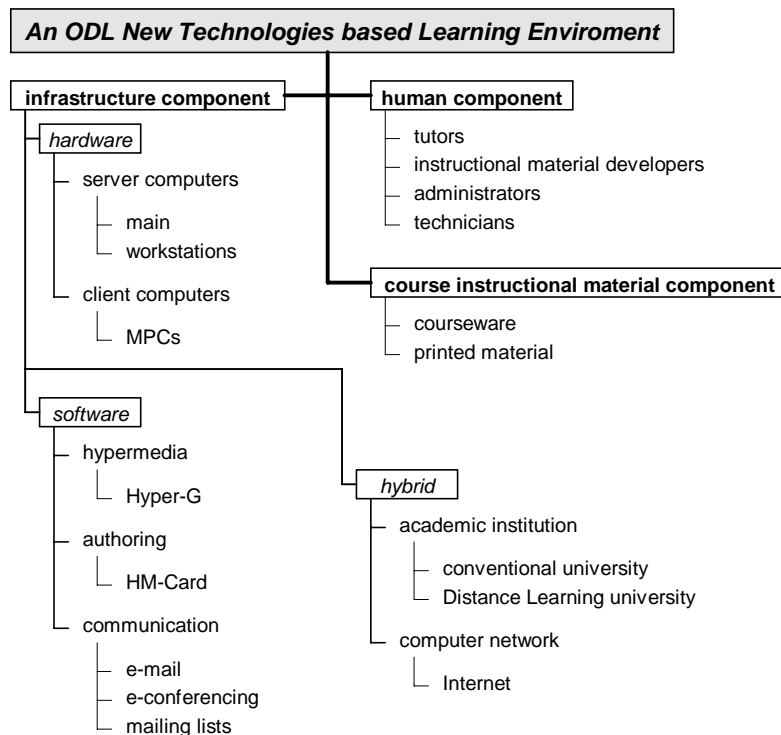 An ODL New Technologies based Learning Enviroment
infrastructure component
hardware
server computers
main
workstations
client computers
MPCs
software
hypermedia
Hyper-G
authoring
HM-Card
communication
e-mail
e-conferencing
mailing lists
human component
tutors
instructional material developers
administrators
technicians
course instructional material component
courseware
printed material
hybrid
academic institution
conventional university
Distance Learning university
computer network
Internet